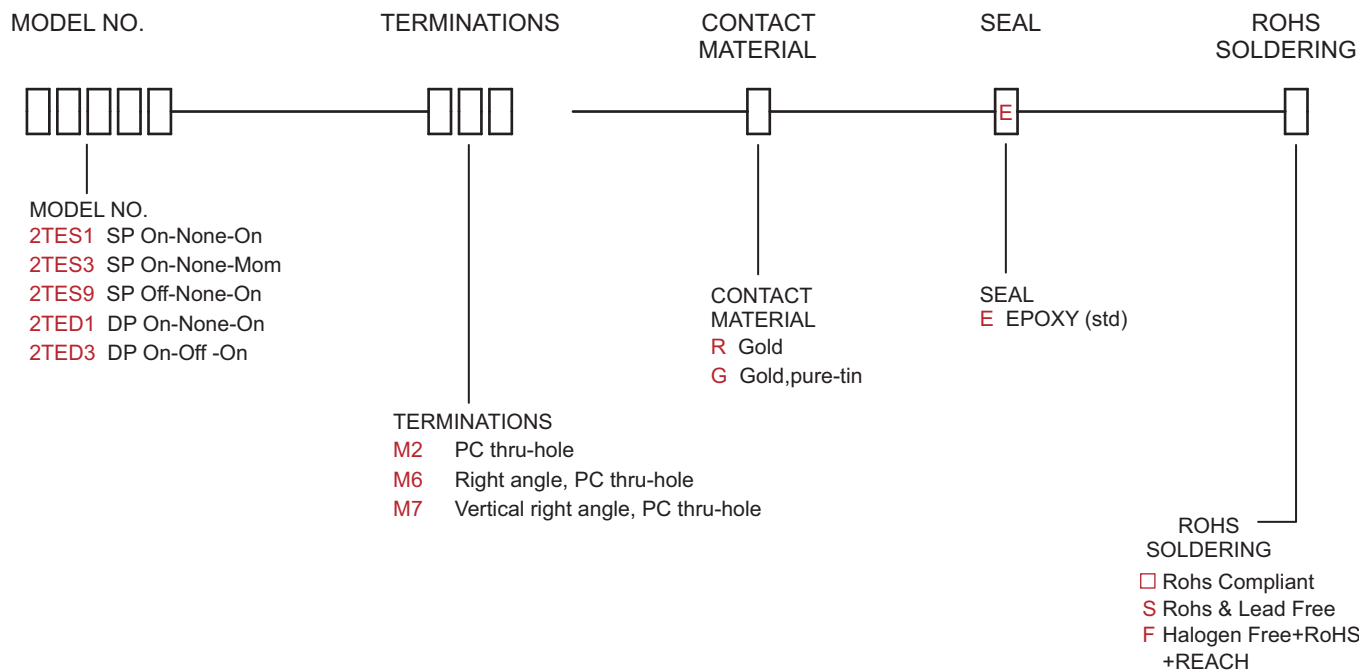 MODEL NO.
TERMINATIONS
CONTACT
MATERIAL
SEAL
ROHS
SOLDERING
E
MODEL NO.
2TES1 SP On-None-On
2TES3 SP On-None-Mom
2TES9 SP Off-None-On
2TED1 DP On-None-On
2TED3 DP On-Off -On
TERMINATIONS
M2 PC thru-hole
M6 Right angle, PC thru-hole
M7 Vertical right angle, PC thru-hole
CONTACT
MATERIAL
R Gold
G Gold,pure-tin
SEAL
E EPOXY (std)
ROHS
SOLDERING
□ Rohs Compliant
S Rohs & Lead Free
F Halogen Free+RoHS
+REACH